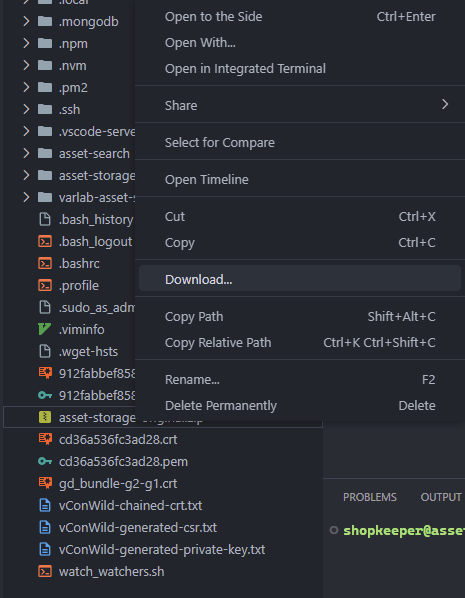 .local
.mongodb
.npm
.nvm
.pm2
.ssh
.vscode-serve
asset-search
asset-storage
varlab-asset-s
.bash_history
.bash_logout
.bashrc
.profile
.sudo_as_adm
.viminfo
.wget-hsts
912fabbef858
912fabbef858
asset-storage-original.zip
cd36a536fc3ad28.crt
cd36a536fc3ad28.pem
gd_bundle-g2-g1.crt
vConWild-chained-crt.txt
vConWild-generated-csr.txt
vConWild-generated-private-key.txt
watch_watchers.sh
Open to the Side Ctrl+Enter
Open With...
Open in Integrated Terminal
Share
Select for Compare
Open Timeline
Cut Ctrl+X
Copy Ctrl+C
Download...
Copy Path Shift+Alt+C
Copy Relative Path Ctrl+K Ctrl+Shift+C
Rename... F2
Delete Permanently Delete
PROBLEMS OUTPUT
shopkeeper@asset